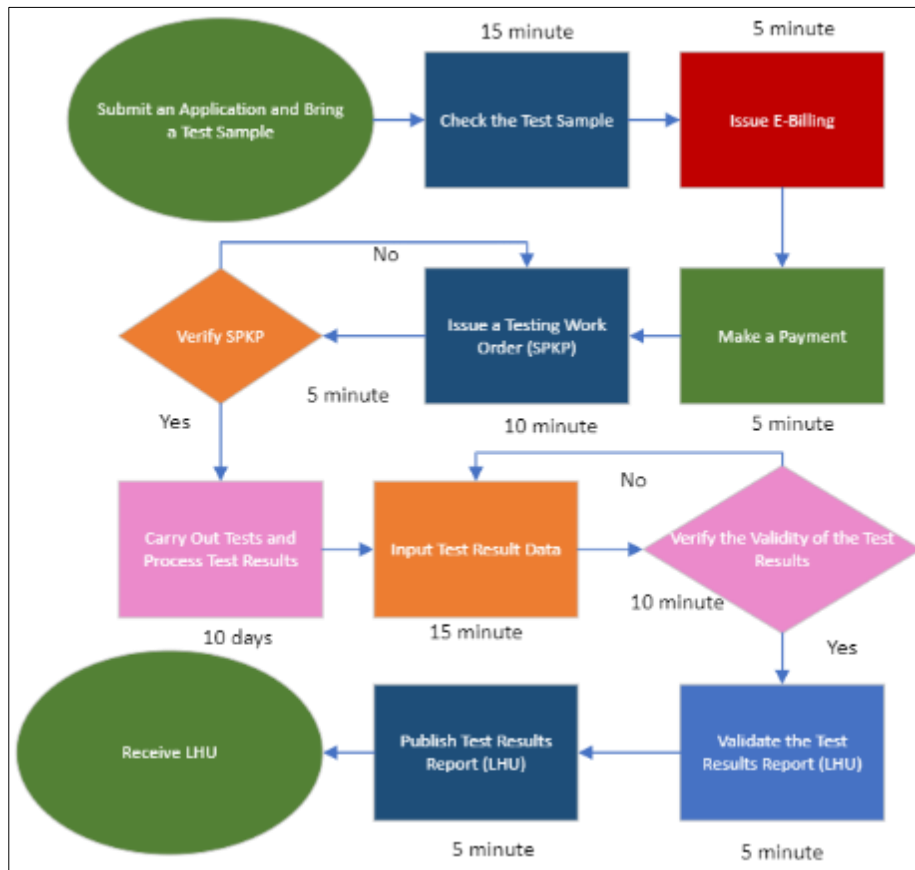 15 minute
5 minute
Submit an Application and Bring
a Test Sample
Check the Test Sample
Issue E-Billing
No
Verify SPKP
Issue a Testing Work
Order (SPKP)
Make a Payment
5 minute
Yes
10 minute
5 minute
No
Carry Out Tests and
Process Test Results
Input Test Result Data
Verify the Validity of the Test
Results
10 minute
10 days
15 minute
Yes
Receive LHU
Publish Test Results
Report (LHU)
Validate the Test
Results Report (LHU)
5 minute
5 minute